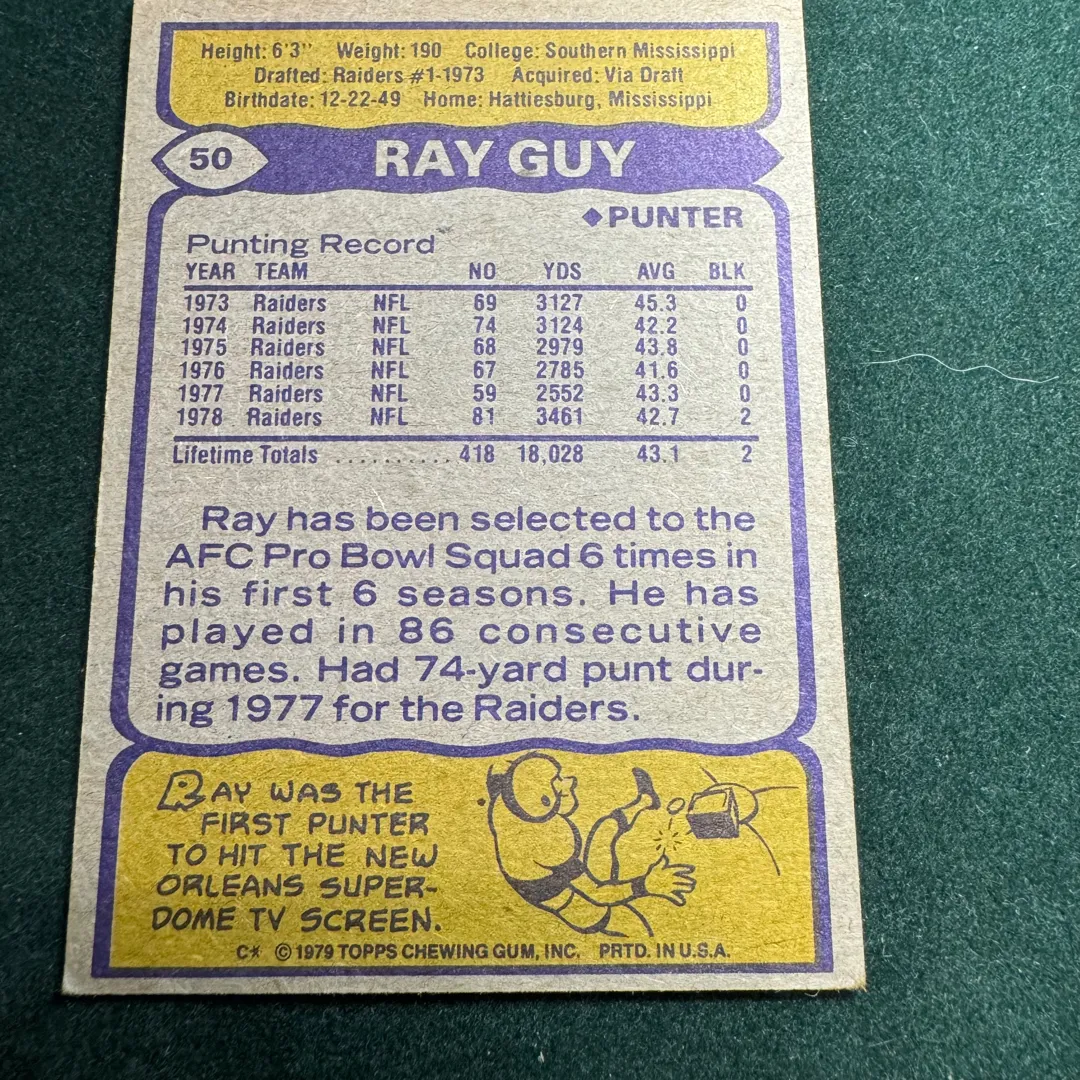 Height: 6'3" Weight: 190 College: Southern Mississippi
Drafted: Raiders #1-1973 Acquired: Via Draft
Birthdate: 12-22-49 Home: Hattiesburg, Mississippi
50 RAY GUY
◆PUNTER
Punting Record
YEAR TEAM NO YDS AVG BLK
1973 Raiders NFL 69 3127 45.3 0
1974 Raiders NFL 74 3124 42.2 0
1975 Raiders NFL 68 2979 43.8 0
1976 Raiders NFL 67 2785 41.6 0
1977 Raiders NFL 59 2552 43.3 0
1978 Raiders NFL 81 3461 42.7 2
Lifetime Totals .......... 418 18,028 43.1 2
Ray has been selected to the
AFC Pro Bowl Squad 6 times in
his first 6 seasons. He has
played in 86 consecutive
games. Had 74-yard punt dur-
ing 1977 for the Raiders.
RAY WAS THE
FIRST PUNTER
TO HIT THE NEW
ORLEANS SUPER-
DOME TV SCREEN.
C* © 1979 TOPPS CHEWING GUM, INC. PRTD. IN U.S.A.